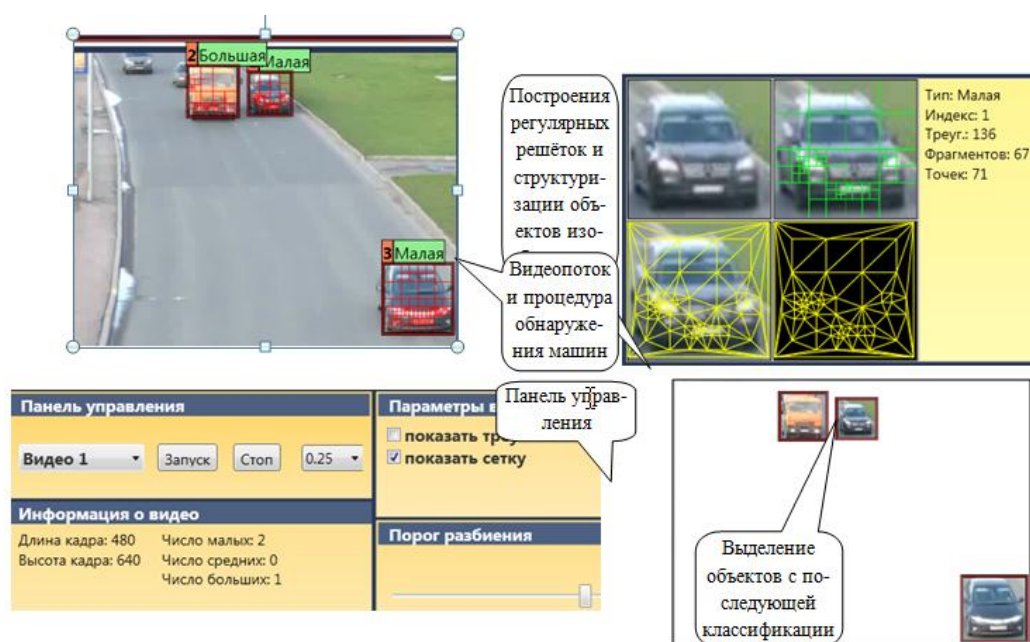 2 Большая
Малая
3 Малая
Построения
регулярных
решёток и
структури-
зации объ-
ектов изо-
Видеопоток
и процедура
обнаруже-
ния машин
Тип: Малая
Индекс: 1
Треуг.: 136
Фрагментов: 67
Точек: 71
Панель управления
Видео 1
Запуск
Стоп
0.25
Информация о видео
Длина кадра: 480
Высота кадра: 640
Число малых: 2
Число средних: 0
Число больших: 1
Параметры в
показать тре
показать сетку
Порог разбиения
Панель управ-
ления
Выделение
объектов с по-
следующей
классификации